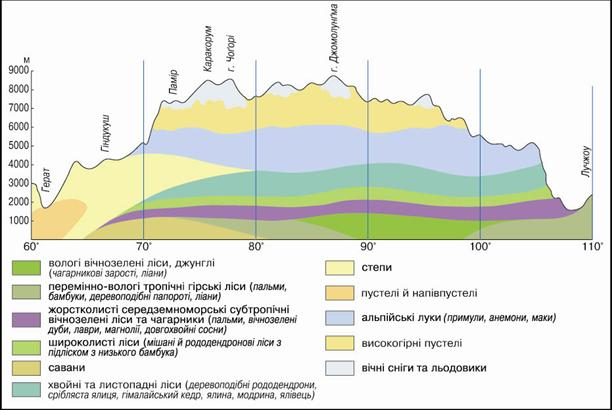 Каракорум
г. Чоґорі
г. Джомолунґма
Памір
м
9000
8000
7000
6000
5000
4000
3000
2000
1000
Герат
Гіндукуш
Лучжоу
60° 70° 80° 90° 100° 110°
вологі вічнозелені ліси, джунглі
(чагарникові зарості, ліани)
перемінно-вологі тропічні гірські ліси (пальми,
бамбуки, деревоподібні папороті, ліани)
жорстколисті середземноморські субтропічні
вічнозелені ліси та чагарники (пальми, вічнозелені
дуби, лаври, магнолії, довгохвойні сосни)
широколисті ліси (мішані й рододендронові ліси з
підліском з низького бамбука)
савани
хвойні та листопадні ліси (деревоподібні рододендрони,
срібляста ялиця, гімалайський кедр, ялина, модрина, ялівець)
степи
пустелі й напівпустелі
альпійські луки (примули, анемони, маки)
високогірні пустелі
вічні сніги та льодовики